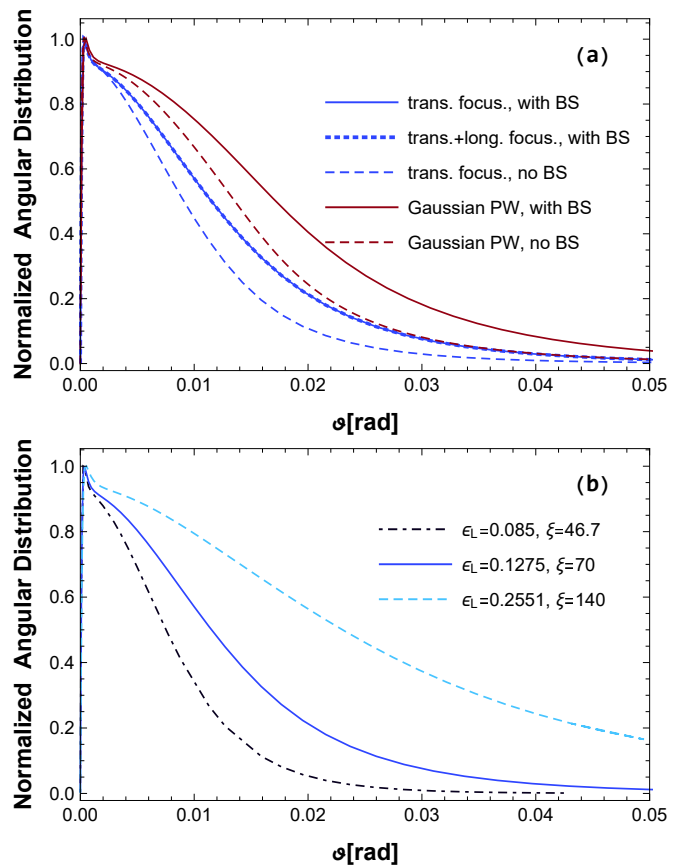 (a)
Normalized Angular Distribution
1.0
0.8
0.6
0.4
0.2
0.0
trans. focus., with BS
trans.+long. focus., with BS
trans. focus., no BS
Gaussian PW, with BS
Gaussian PW, no BS
0.00 0.01 0.02 0.03 0.04 0.05
ϑ[rad]
(b)
Normalized Angular Distribution
1.0
0.8
0.6
0.4
0.2
0.0
ϵL=0.085, ξ=46.7
ϵL=0.1275, ξ=70
ϵL=0.2551, ξ=140
0.00 0.01 0.02 0.03 0.04 0.05
ϑ[rad]